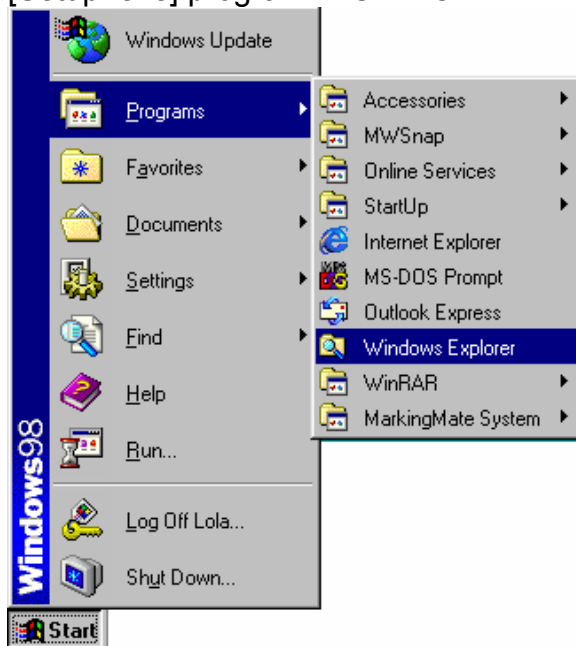 Windows Update
Programs
Favorites
Documents
Settings
Find
Help
Run...
Log Off Lola...
Shut Down...
Windows98
Start
Accessories
MWSnap
Online Services
StartUp
Internet Explorer
MS-DOS Prompt
Outlook Express
Windows Explorer
WinRAR
MarkingMate System